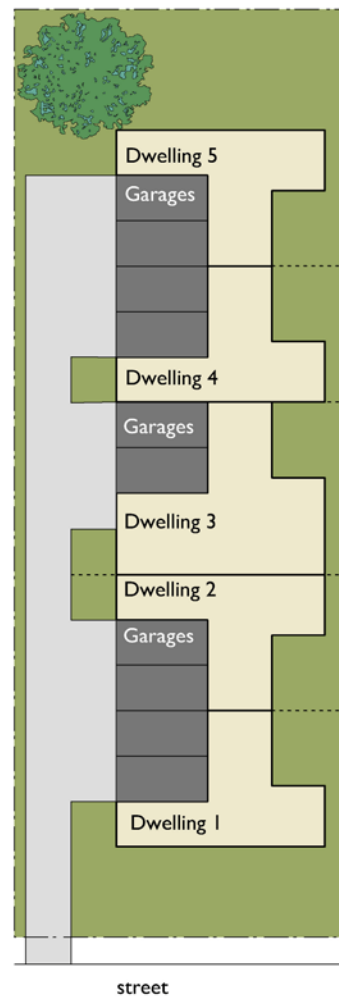 Dwelling 5
Garages
Dwelling 4
Garages
Dwelling 3
Dwelling 2
Garages
Dwelling 1
street